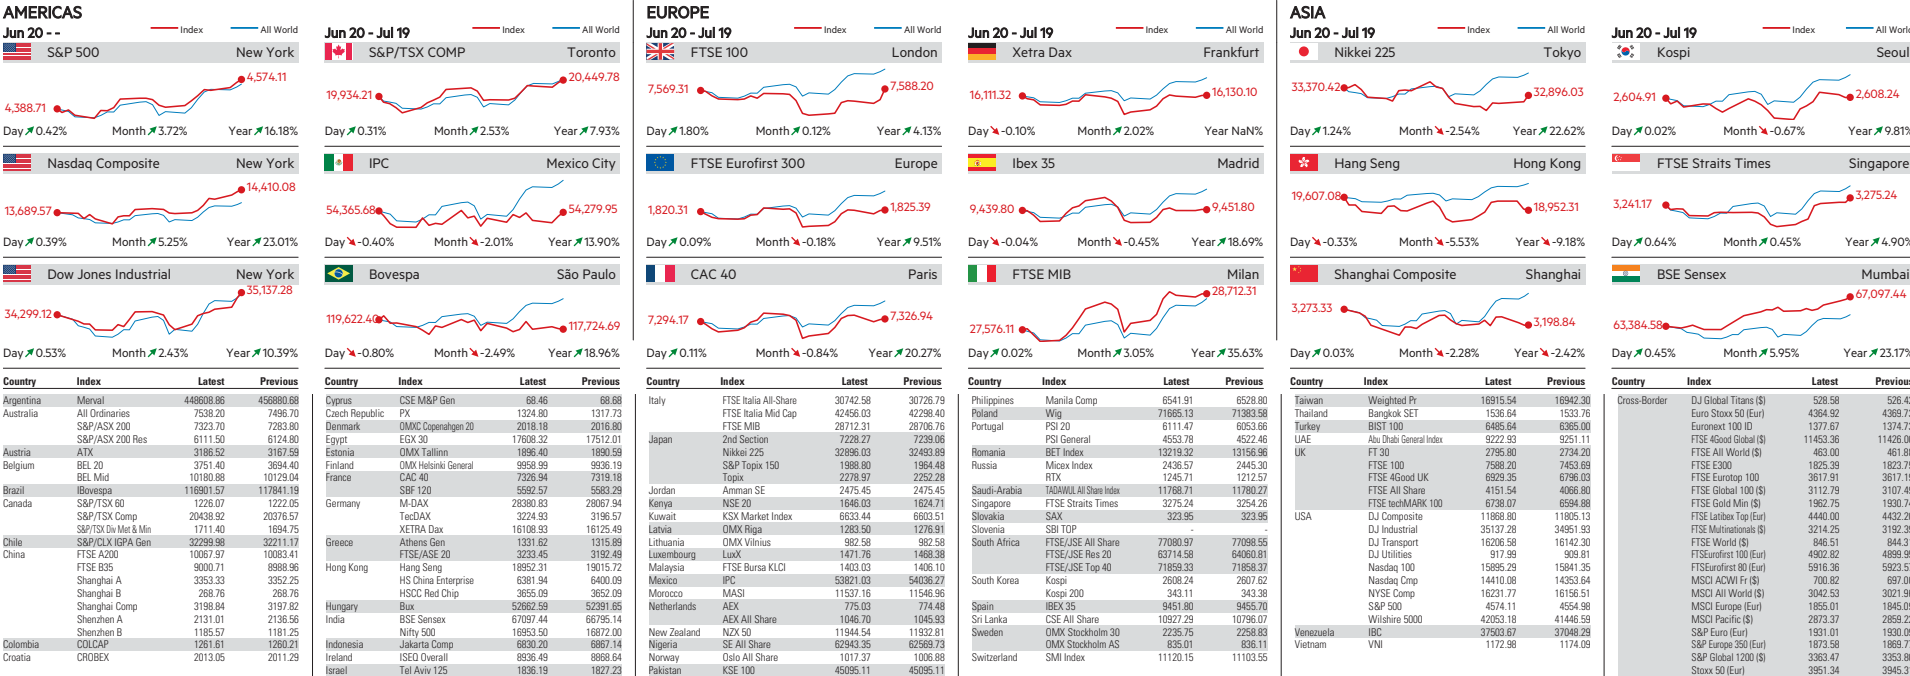 AMERICAS
Jun 20 - -
Index All World
S&P 500 New York
4,388.71 4,574.11
Day 0.42% Month 3.72% Year 16.18%
Nasdaq Composite New York
13,689.57 14,410.08
Day 0.39% Month 5.25% Year 23.01%
Dow Jones Industrial New York
34,299.12 35,137.28
Day 0.53% Month 2.43% Year 10.39%
Jun 20 - Jul 19
Index All World
S&P/TSX COMP Toronto
19,934.21 20,449.78
Day 0.31% Month 2.53% Year 7.93%
IPC Mexico City
54,365.68 54,279.95
Day -0.40% Month -2.01% Year 13.90%
Bovespa São Paulo
119,622.40 117,724.69
Day -0.80% Month -2.49% Year 18.96%
EUROPE
Jun 20 - Jul 19
Index All World
FTSE 100 London
7,569.31 7,588.20
Day 1.80% Month 0.12% Year 4.13%
FTSE Eurofirst 300 Europe
1,820.31 1,825.39
Day 0.09% Month -0.18% Year 9.51%
CAC 40 Paris
7,294.17 7,326.94
Day 0.11% Month -0.84% Year 20.27%
Jun 20 - Jul 19
Index All World
Xetra Dax Frankfurt
16,111.32 16,130.10
Day -0.10% Month 2.02% Year NaN%
Ibex 35 Madrid
9,439.80 9,451.80
Day -0.04% Month -0.45% Year 18.69%
FTSE MIB Milan
27,576.11 28,712.31
Day 0.02% Month 3.05% Year 35.63%
ASIA
Jun 20 - Jul 19
Index All World
Nikkei 225 Tokyo
33,370.42 32,896.03
Day 1.24% Month -2.54% Year 22.62%
Hang Seng Hong Kong
19,607.08 18,952.31
Day -0.33% Month -5.53% Year -9.18%
Shanghai Composite Shanghai
3,273.33 3,198.84
Day 0.03% Month -2.28% Year -2.42%
Jun 20 - Jul 19
Index All World
Kospi Seoul
2,604.91 2,608.24
Day 0.02% Month -0.67% Year 9.81%
FTSE Straits Times Singapore
3,241.17 3,275.24
Day 0.64% Month 0.45% Year 4.90%
BSE Sensex Mumbai
63,384.58 67,097.44
Day 0.45% Month 5.95% Year 23.17%
Country Index Latest Previous
Argentina Merval 448608.86 456880.68
Australia All Ordinaries 7538.20 7496.70
S&P/ASX 200 7323.70 7283.80
S&P/ASX 200 Res 6111.50 6124.80
Austria ATX 3186.52 3167.59
Belgium BEL 20 3751.40 3694.40
BEL Mid 10180.88 10129.04
Brazil IBovespa 116901.57 117841.19
Canada S&P/TSX 60 1226.07 1222.05
S&P/TSX Comp 20438.92 20376.57
S&P/TSX Div Met & Min 1711.40 1694.75
Chile S&P/CLX IGPA Gen 32299.98 32211.17
China FTSE A200 10067.97 10083.41
FTSE B35 9000.71 8988.96
Shanghai A 3353.33 3352.25
Shanghai B 268.76 268.76
Shanghai Comp 3198.84 3197.82
Shenzhen A 2131.01 2136.56
Shenzhen B 1185.57 1181.25
Colombia COLCAP 1261.61 1260.21
Croatia CROBEX 2013.05 2011.29
Country Index Latest Previous
Cyprus CSE M&P Gen 68.46 68.68
Czech Republic PX 1324.80 1317.73
Denmark OMXC Copenahgen 20 2018.18 2016.80
Egypt EGX 30 17608.32 17512.01
Estonia OMX Tallinn 1896.40 1890.59
Finland OMX Helsinki General 9958.99 9936.19
France CAC 40 7326.94 7319.18
SBF 120 5592.57 5583.29
Germany M-DAX 28380.83 28067.94
TecDAX 3224.93 3196.57
XETRA Dax 16108.93 16125.49
Greece Athens Gen 1331.62 1315.89
FTSE/ASE 20 3233.45 3192.49
Hong Kong Hang Seng 18952.31 19015.72
HS China Enterprise 6381.94 6400.09
HSCC Red Chip 3655.09 3652.09
Hungary Bux 52662.59 52391.65
India BSE Sensex 67097.44 66795.14
Nifty 500 16953.50 16872.00
Indonesia Jakarta Comp 6830.20 6867.14
Ireland ISEQ Overall 8936.49 8868.64
Israel Tel Aviv 125 1836.19 1827.23
Country Index Latest Previous
Italy FTSE Italia All-Share 30742.58 30726.79
FTSE Italia Mid Cap 42456.03 42298.40
FTSE MIB 28712.31 28706.76
Japan 2nd Section 7228.27 7239.06
Nikkei 225 32896.03 32493.89
S&P Topix 150 1988.80 1964.48
Topix 2278.97 2252.28
Jordan Amman SE 2475.45 2475.45
Kenya NSE 20 1646.03 1624.71
Kuwait KSX Market Index 6633.44 6603.51
Latvia OMX Riga 1283.50 1276.91
Lithuania OMX Vilnius 982.58 982.58
Luxembourg LuxX 1471.76 1468.38
Malaysia FTSE Bursa KLCI 1403.03 1406.10
Mexico IPC 53821.03 54036.27
Morocco MASI 11537.16 11546.96
Netherlands AEX 775.03 774.48
AEX All Share 1046.70 1045.93
New Zealand NZX 50 11944.54 11932.81
Nigeria SE All Share 62943.35 62569.73
Norway Oslo All Share 1017.37 1006.88
Pakistan KSE 100 45095.11 45095.11
Country Index Latest Previous
Philippines Manila Comp 6541.91 6528.80
Poland Wig 71665.13 71383.58
Portugal PSI 20 6111.47 6053.66
PSI General 4553.78 4522.46
Romania BET Index 13219.32 13156.96
Russia Micex Index 2436.57 2445.30
RTX 1245.71 1212.57
Saudi-Arabia TADAWUL All Share Index 11768.71 11780.27
Singapore FTSE Straits Times 3275.24 3254.26
Slovakia SAX 323.95 323.95
Slovenia SBI TOP - -
South Africa FTSE/JSE All Share 77080.97 77098.55
FTSE/JSE Res 20 63714.58 64060.81
FTSE/JSE Top 40 71859.33 71858.37
South Korea Kospi 2608.24 2607.62
Kospi 200 343.11 343.38
Spain IBEX 35 9451.80 9455.70
Sri Lanka CSE All Share 10927.29 10796.07
Sweden OMX Stockholm 30 2235.75 2258.83
OMX Stockholm AS 835.01 836.11
Switzerland SMI Index 11120.15 11103.55
Country Index Latest Previous
Taiwan Weighted Pr 16915.54 16942.30
Thailand Bangkok SET 1536.64 1533.76
Turkey BIST 100 6485.64 6365.00
UAE Abu Dhabi General Index 9222.93 9251.11
UK FT 30 2795.80 2734.20
FTSE 100 7588.20 7453.69
FTSE 4Good UK 6929.35 6796.03
FTSE All Share 4151.54 4066.80
FTSE techMARK 100 6738.07 6594.88
USA DJ Composite 11868.80 11805.13
DJ Industrial 35137.28 34951.93
DJ Transport 16206.58 16142.30
DJ Utilities 917.99 909.81
Nasdaq 100 15895.29 15841.35
Nasdaq Cmp 14410.08 14353.64
NYSE Comp 16231.77 16156.51
S&P 500 4574.11 4554.98
Wilshire 5000 42053.18 41446.59
Venezuela IBC 37503.67 37048.29
Vietnam VNI 1172.98 1174.09
Country Index Latest Previous
Cross-Border DJ Global Titans ($) 528.58 526.4
Euro Stoxx 50 (Eur) 4364.92 4369.7
Euronext 100 ID 1377.67 1374.7
FTSE 4Good Global ($) 11453.36 11426.0
FTSE All World ($) 463.00 461.8
FTSE E300 1825.39 1823.7
FTSE Eurotop 100 3617.91 3617.1
FTSE Global 100 ($) 3112.79 3107.4
FTSE Gold Min ($) 1962.75 1930.7
FTSE Latibex Top (Eur) 4440.00 4432.2
FTSE Multinationals ($) 3214.25 3192.3
FTSE World ($) 846.51 844.3
FTSEurofirst 100 (Eur) 4902.82 4899.9
FTSEurofirst 80 (Eur) 5916.36 5923.5
MSCI ACWI Fr ($) 700.82 697.0
MSCI All World ($) 3042.53 3021.9
MSCI Europe (Eur) 1855.01 1845.0
MSCI Pacific ($) 2873.37 2859.2
S&P Euro (Eur) 1931.01 1930.0
S&P Europe 350 (Eur) 1873.58 1869.7
S&P Global 1200 ($) 3363.47 3353.8
Stoxx 50 (Eur) 3951.34 3945.3